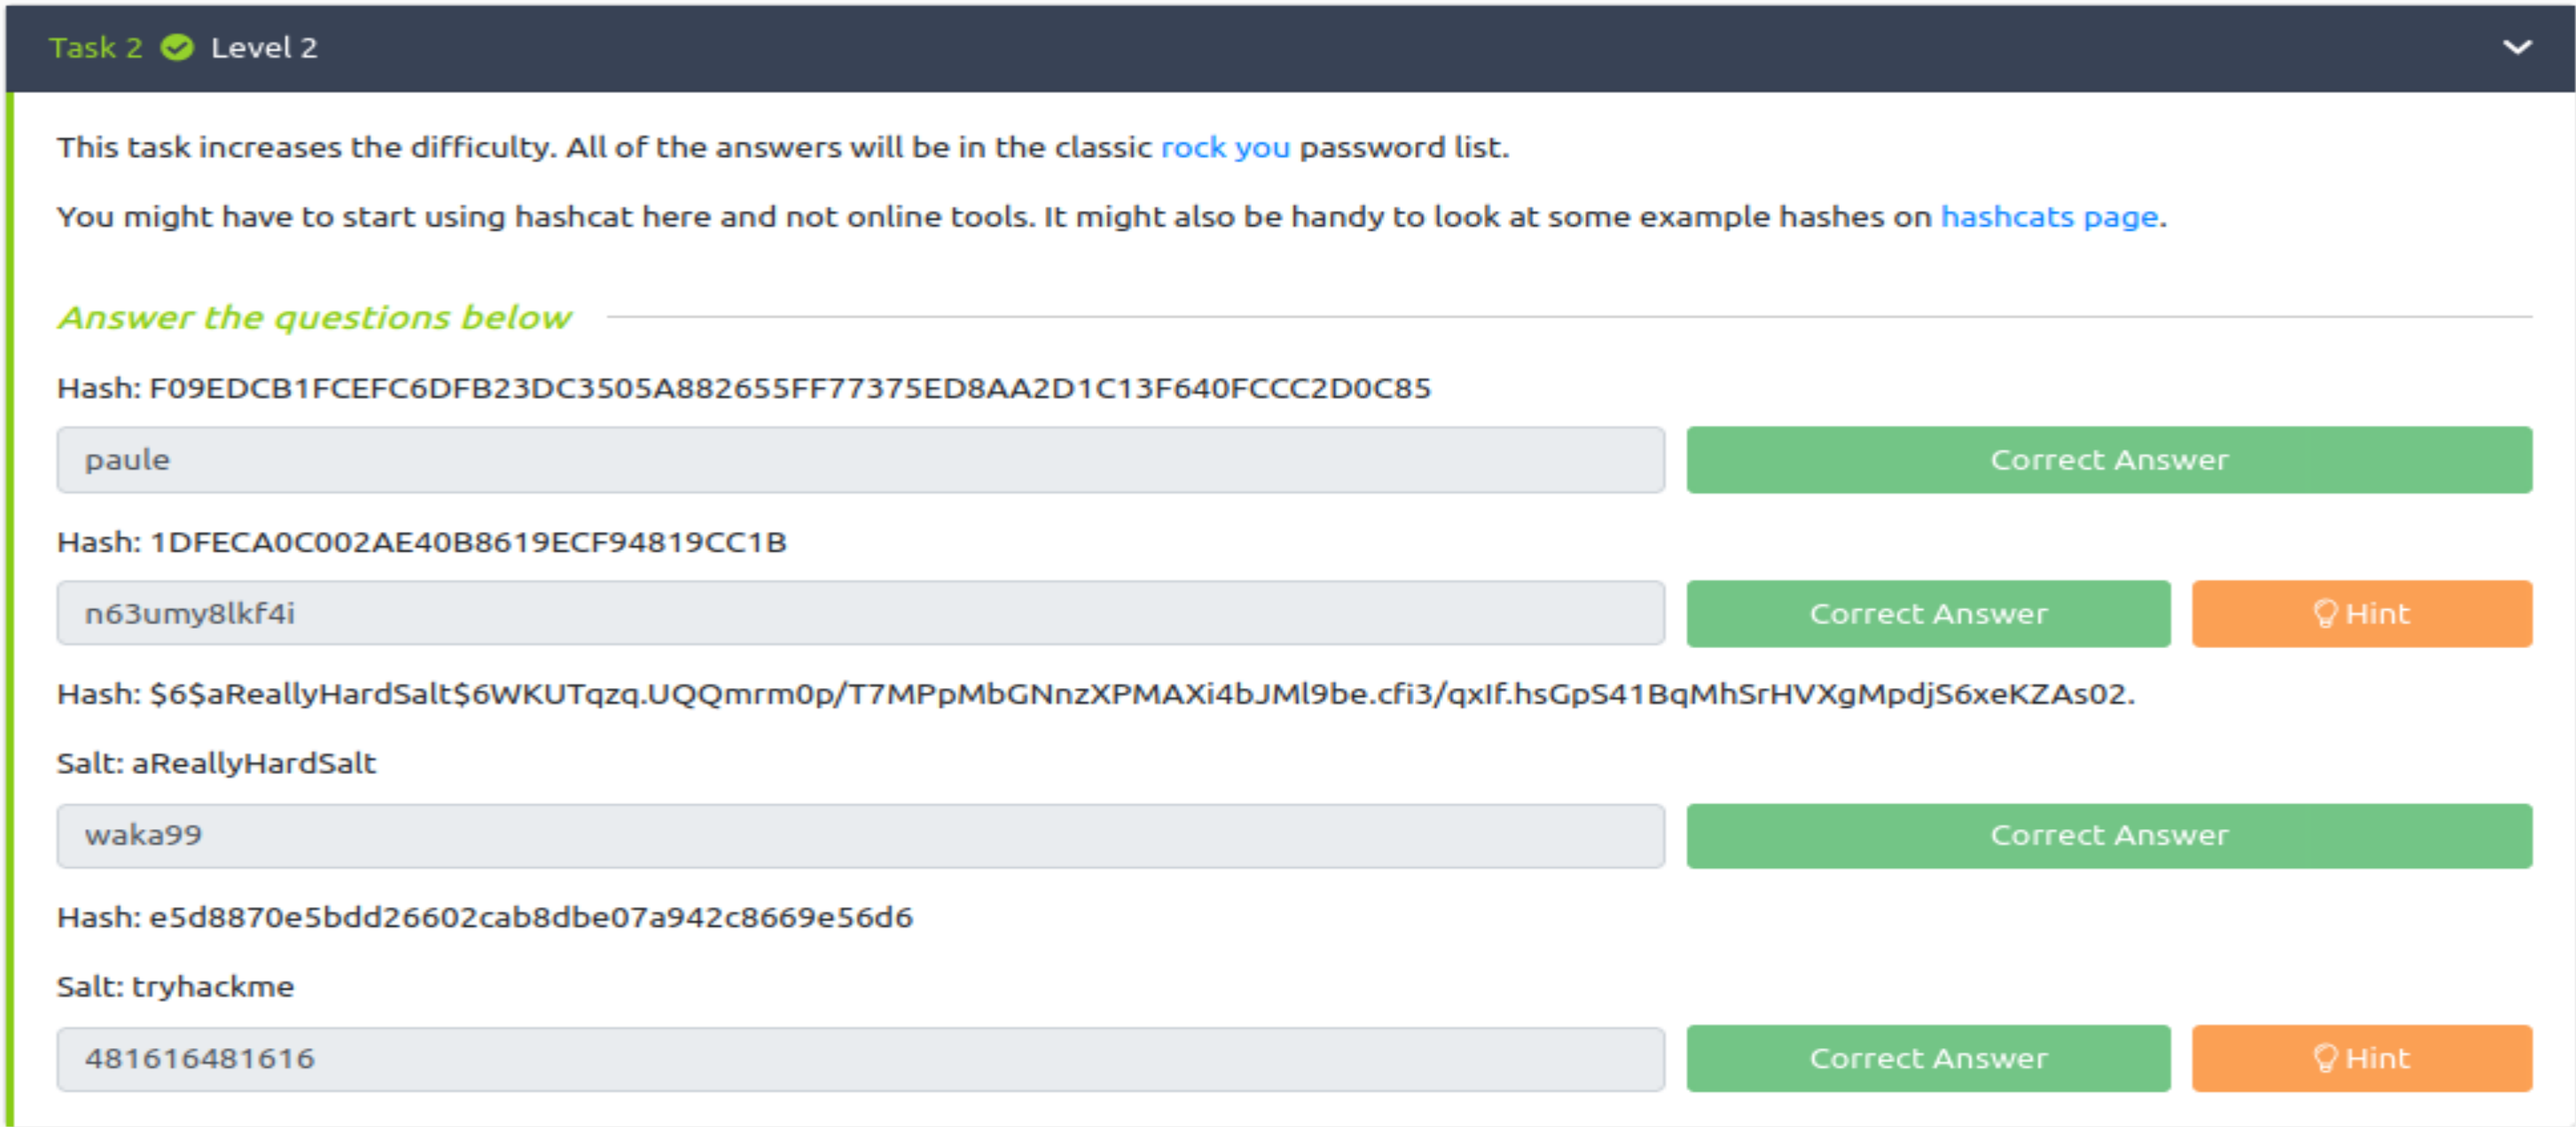 Task 2 Level 2
This task increases the difficulty. All of the answers will be in the classic rock you password list.
You might have to start using hashcat here and not online tools. It might also be handy to look at some example hashes on hashcats page.
Answer the questions below
Hash: F09EDCB1FCEFC6DFB23DC3505A882655FF77375ED8AA2D1C13F640FCCC2D0C85
paule Correct Answer
Hash: 1DFECA0C002AE40B8619ECF94819CC1B
n63umy8lkf4i Correct Answer Hint
Hash: $6$aReallyHardSalt$6WKUTqzq.UQQmrm0p/T7MPpMbGNnzXPMAXi4bJMl9be.cfi3/qxIf.hsGpS41BqMhSrHVXgMpdjS6xeKZAs02.
Salt: aReallyHardSalt
waka99 Correct Answer
Hash: e5d8870e5bdd26602cab8dbe07a942c8669e56d6
Salt: tryhackme
481616481616 Correct Answer Hint